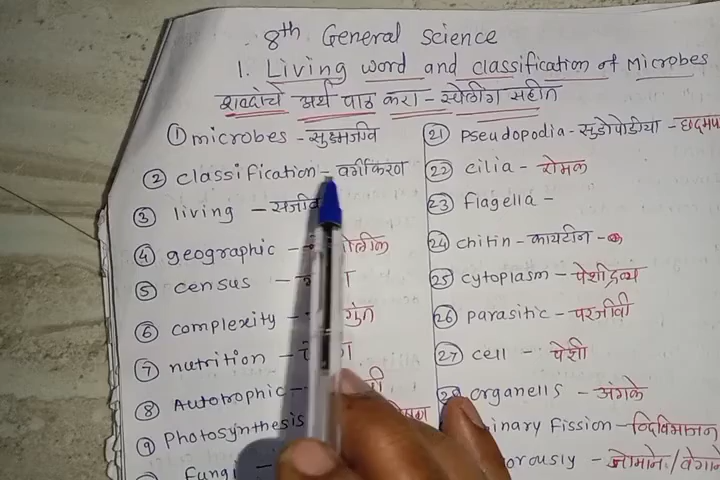 8th General Science
1. Living word and classification of Microbes
शब्दांचे अर्थ पाठ करा - स्पेलींग सहीत
① microbes - सुक्ष्मजीव
② classification - वर्गीकरण
③ living -
④ geographic -
⑤ census -
⑥ complexity -
⑦ nutrition -
⑧ Autotrophic -
⑨ Photosynthesis
Fungi
㉑ Pseudopodia - सुडोपोडीया -
㉒ cilia - रोमक
㉓ flagella -
㉔ chitin - कायटीन -
㉕ cytoplasm - पेशीद्रव्य
㉖ parasitic - परजीवी
㉗ cell - पेशी
organells - अंगके
Fission - द्विविभाजन
orously - जोमाने / वेगाने